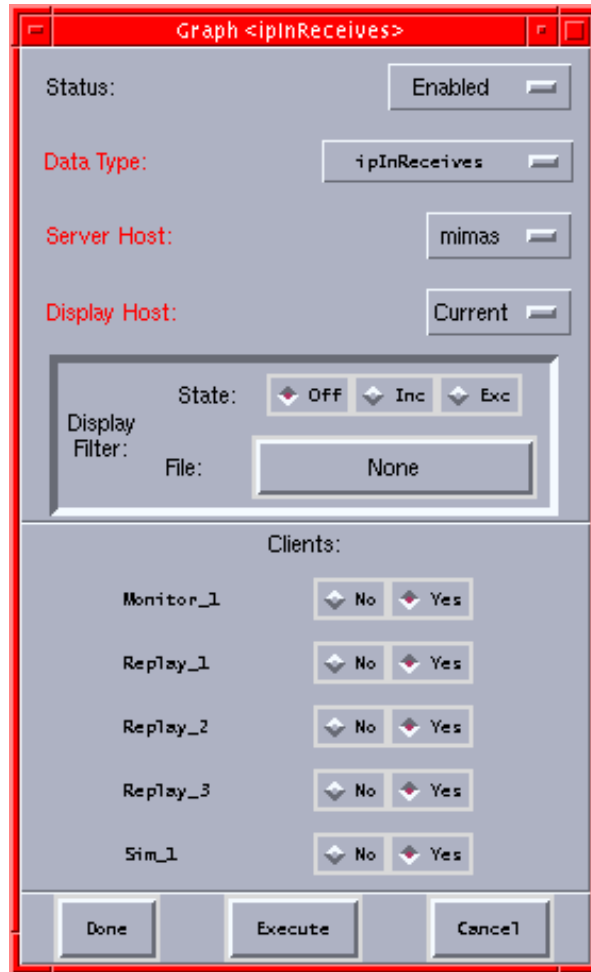 Graph <ipInReceives>
Status: Enabled
Data Type: ipInReceives
Server Host: mimas
Display Host: Current
Display Filter:
State: Off Inc Exc
File: None
Clients:
Monitor_1 No Yes
Replay_1 No Yes
Replay_2 No Yes
Replay_3 No Yes
Sim_1 No Yes
Done Execute Cancel